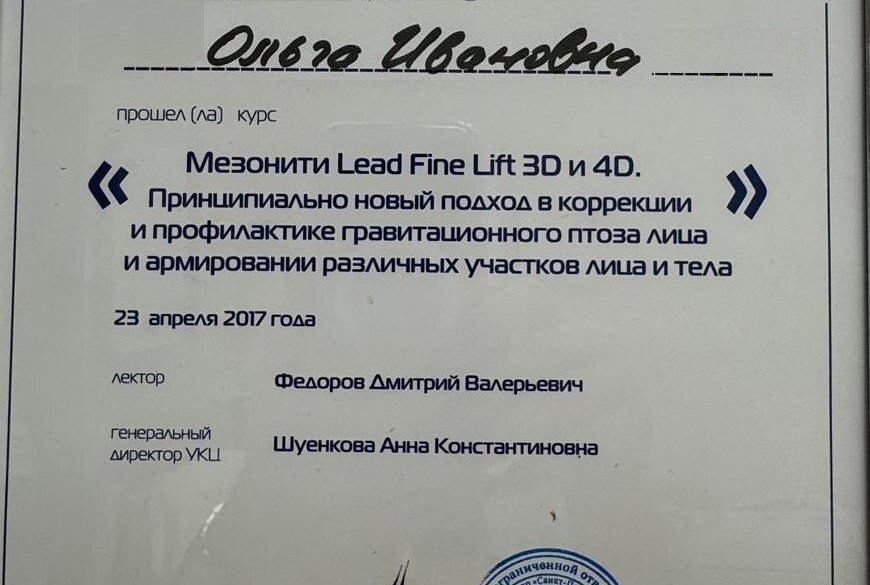 Ольга Ивановна
прошел (ла) курс
« Мезонити Lead Fine Lift 3D и 4D. »
Принципиально новый подход в коррекции
и профилактике гравитационного птоза лица
и армировании различных участков лица и тела
23 апреля 2017 года
лектор Федоров Дмитрий Валерьевич
генеральный
директор УКЦ Шуенкова Анна Константиновна